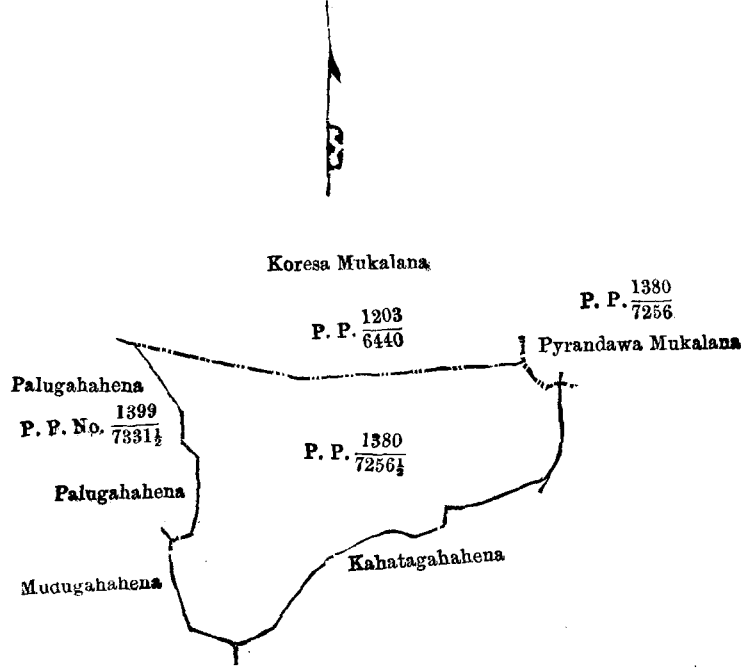 Koresa Mukalana
P. P. 1380/7256
P. P. 1203/6440
Pyrandawa Mukalana
Palugahahena
P. P. No. 1399/7331½
P. P. 1380/7256½
Palugahahena
Kahatagahahena
Mudugahahena